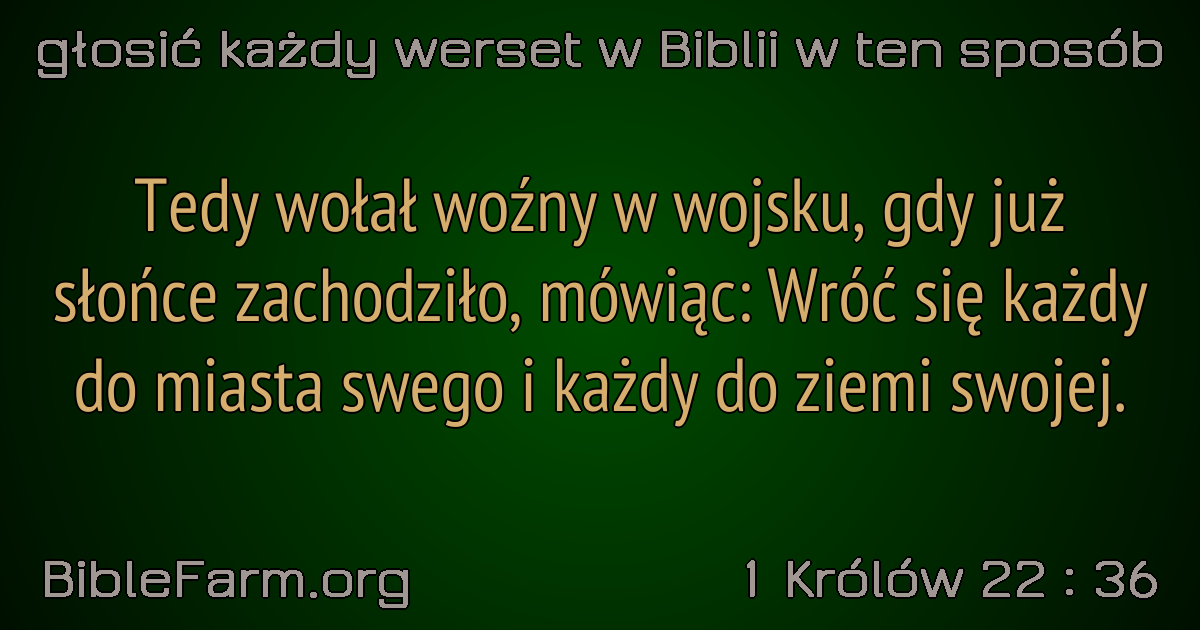 głosić każdy werset w Biblii w ten sposób
Tedy wołał woźny w wojsku, gdy już
słońce zachodziło, mówiąc: Wróć się każdy
do miasta swego i każdy do ziemi swojej.
BibleFarm.org
1 Królów 22 : 36